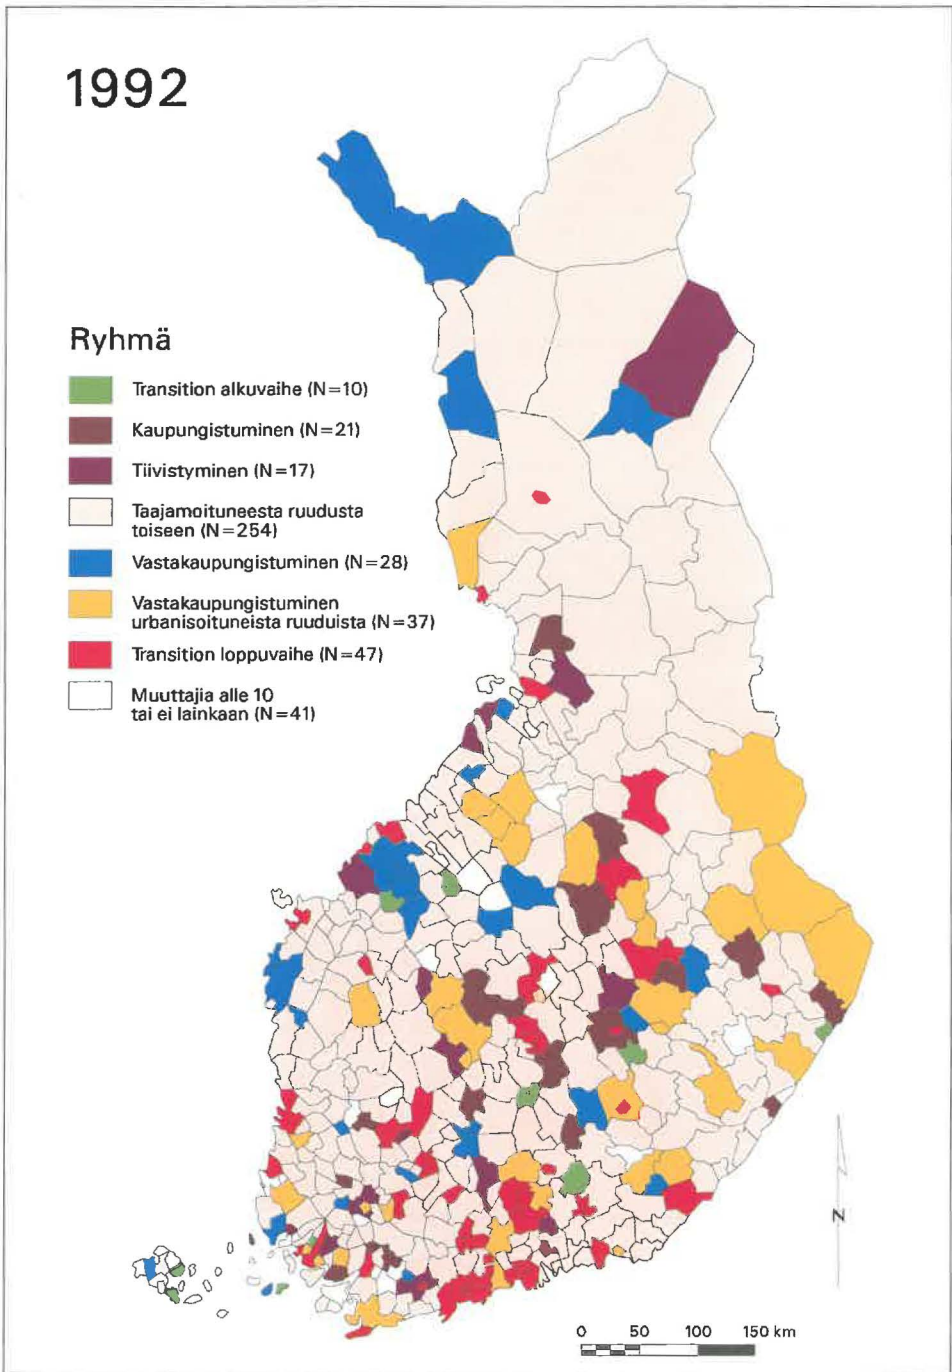 1992
Ryhmä
Transition alkuvaihe (N=10)
Kaupungistuminen (N=21)
Tiivistyminen (N=17)
Taajamoituneesta ruudusta
toiseen (N=254)
Vastakaupungistuminen (N=28)
Vastakaupungistuminen
urbanisoituneista ruuduista (N=37)
Transition loppuvaihe (N=47)
Muuttajia alle 10
tai ei lainkaan (N=41)
N
0 50 100 150 km